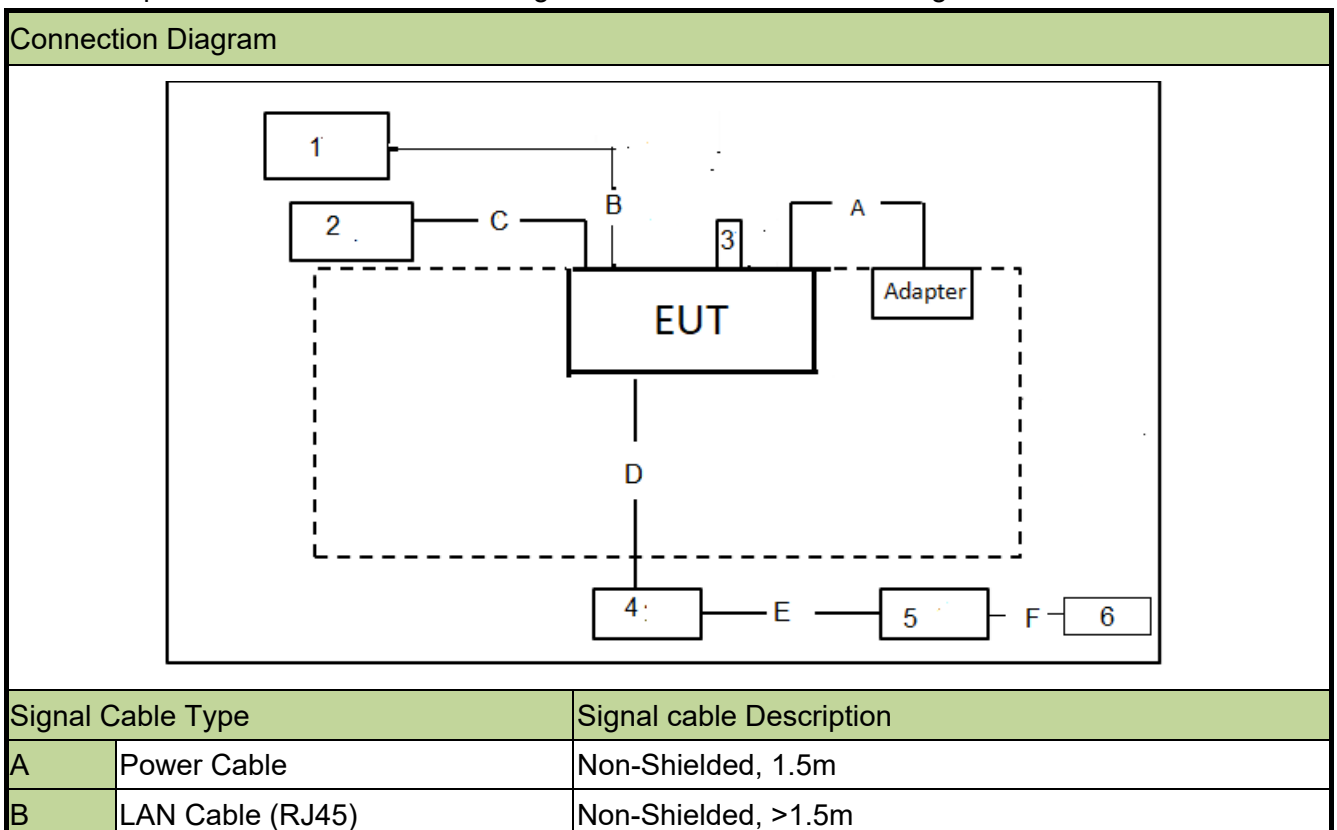 Connection Diagram
1
2
C
B
3
A
EUT
Adapter
D
4
E
5
F
6
Signal Cable Type Signal cable Description
A Power Cable Non-Shielded, 1.5m
B LAN Cable (RJ45) Non-Shielded, >1.5m